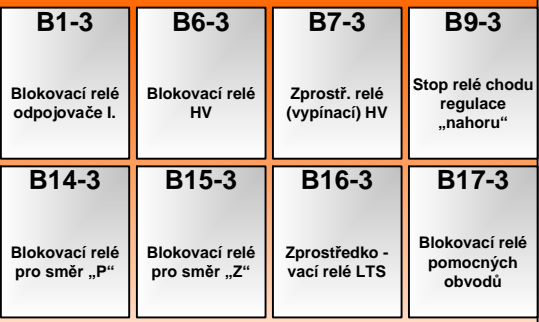 B1-3
Blokovací relé
odpojovače I.
B6-3
Blokovací relé
HV
B7-3
Zprostř. relé
(vypínací) HV
B9-3
Stop relé chodu
regulace
„nahoru“
B14-3
Blokovací relé
pro směr „P“
B15-3
Blokovací relé
pro směr „Z“
B16-3
Zprostředko -
vací relé LTS
B17-3
Blokovací relé
pomocných
obvodů